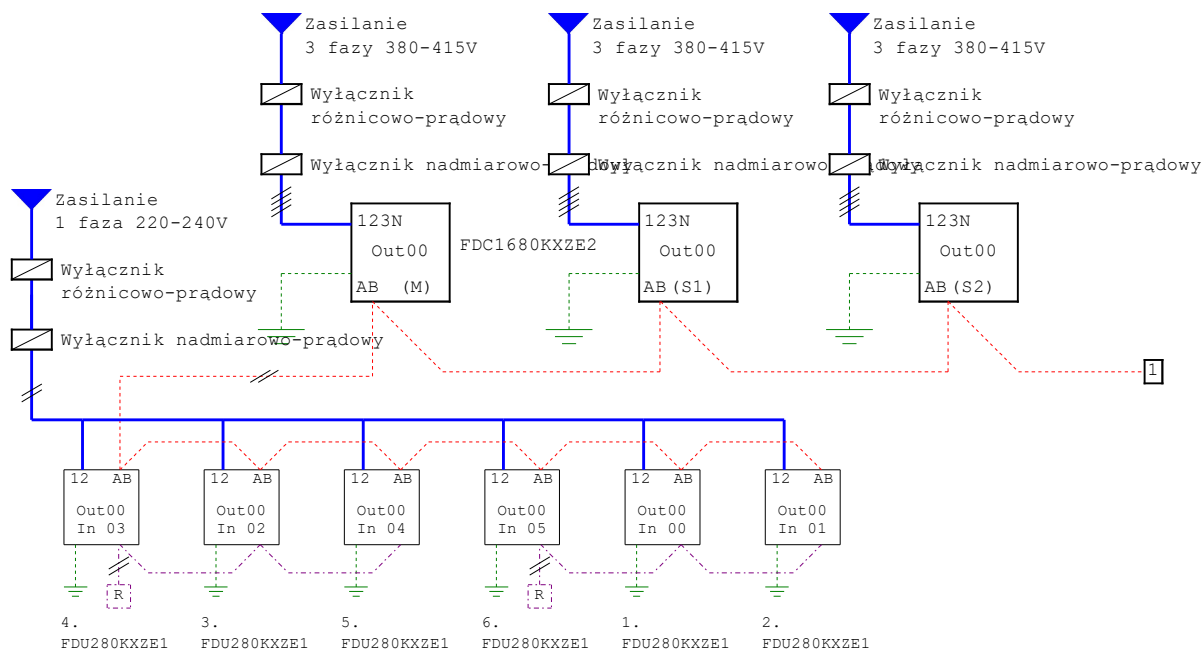 Zasilanie
3 fazy 380-415V
Zasilanie
3 fazy 380-415V
Zasilanie
3 fazy 380-415V
Wyłącznik
różnicowo-prądowy
Wyłącznik
różnicowo-prądowy
Wyłącznik
różnicowo-prądowy
Wyłącznik nadmiarowo-prądowy
Wyłącznik nadmiarowo-prądowy
Wyłącznik nadmiarowo-prądowy
Zasilanie
1 faza 220-240V
Wyłącznik
różnicowo-prądowy
Wyłącznik nadmiarowo-prądowy
123N
Out00
AB (M)
FDC1680KXZE2
123N
Out00
AB (S1)
123N
Out00
AB (S2)
1
12 AB
Out00
In 03
12 AB
Out00
In 02
12 AB
Out00
In 04
12 AB
Out00
In 05
12 AB
Out00
In 00
12 AB
Out00
In 01
R
R
4.
FDU280KXZE1
3.
FDU280KXZE1
5.
FDU280KXZE1
6.
FDU280KXZE1
1.
FDU280KXZE1
2.
FDU280KXZE1